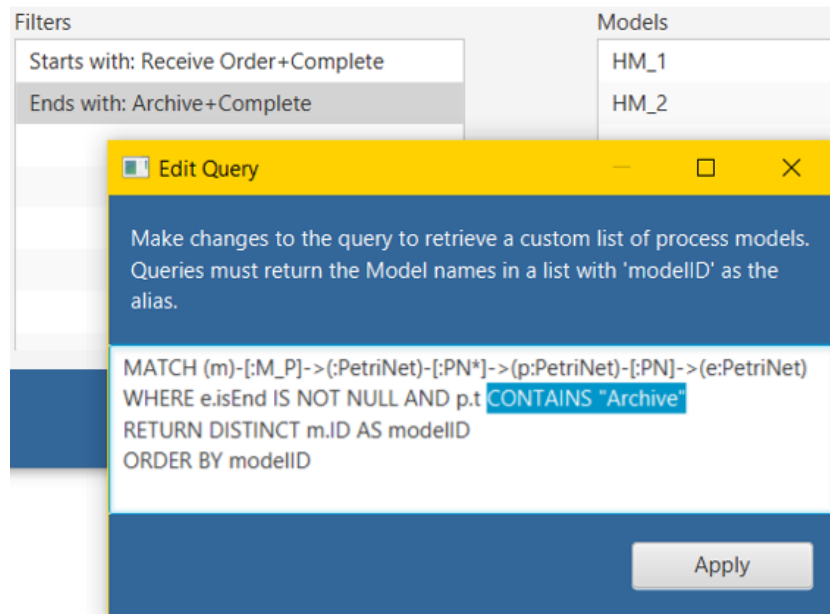 Filters
Models
Starts with: Receive Order+Complete
HM_1
Ends with: Archive+Complete
HM_2
Edit Query
Make changes to the query to retrieve a custom list of process models.
Queries must return the Model names in a list with 'modelID' as the
alias.
MATCH (m)-[:M_P]->(:PetriNet)-[:PN*]->(p:PetriNet)-[:PN]->(e:PetriNet)
WHERE e.isEnd IS NOT NULL AND p.t CONTAINS "Archive"
RETURN DISTINCT m.ID AS modelID
ORDER BY modelID
Apply